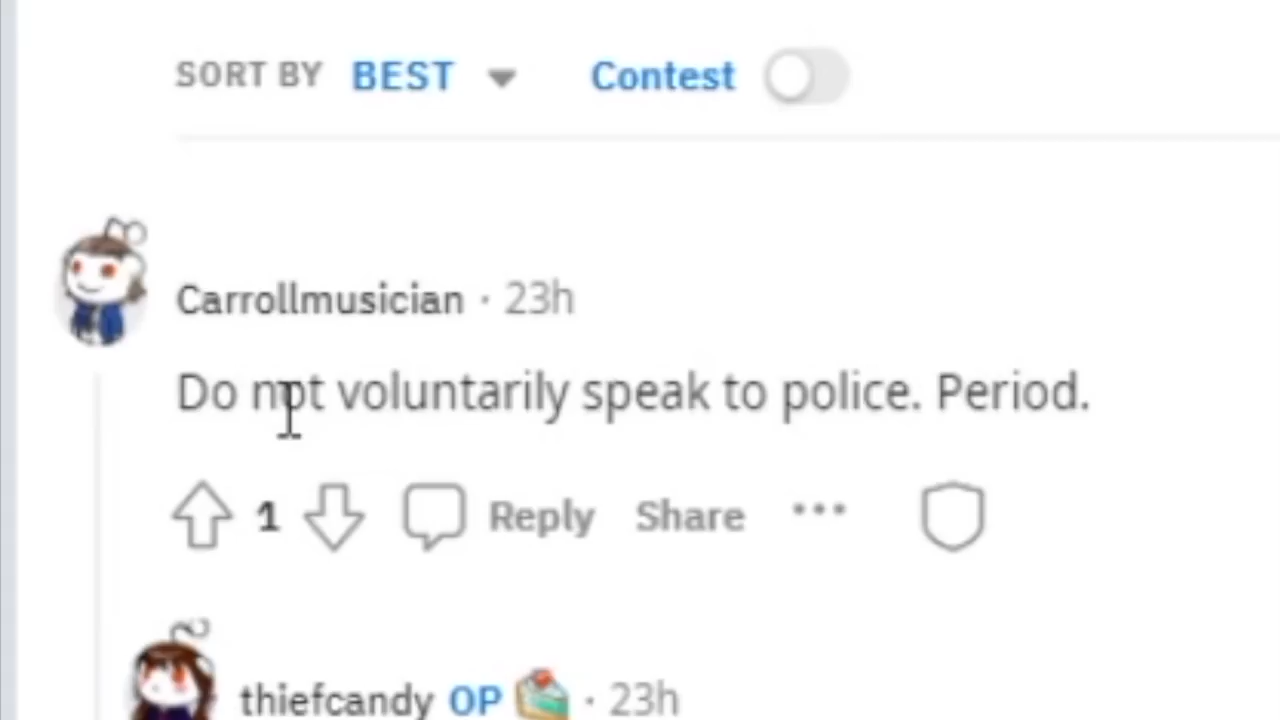 SORT BY BEST Contest
Carrollmusician · 23h
Do not voluntarily speak to police. Period.
1 Reply Share ···
thiefcandy OP · 23h